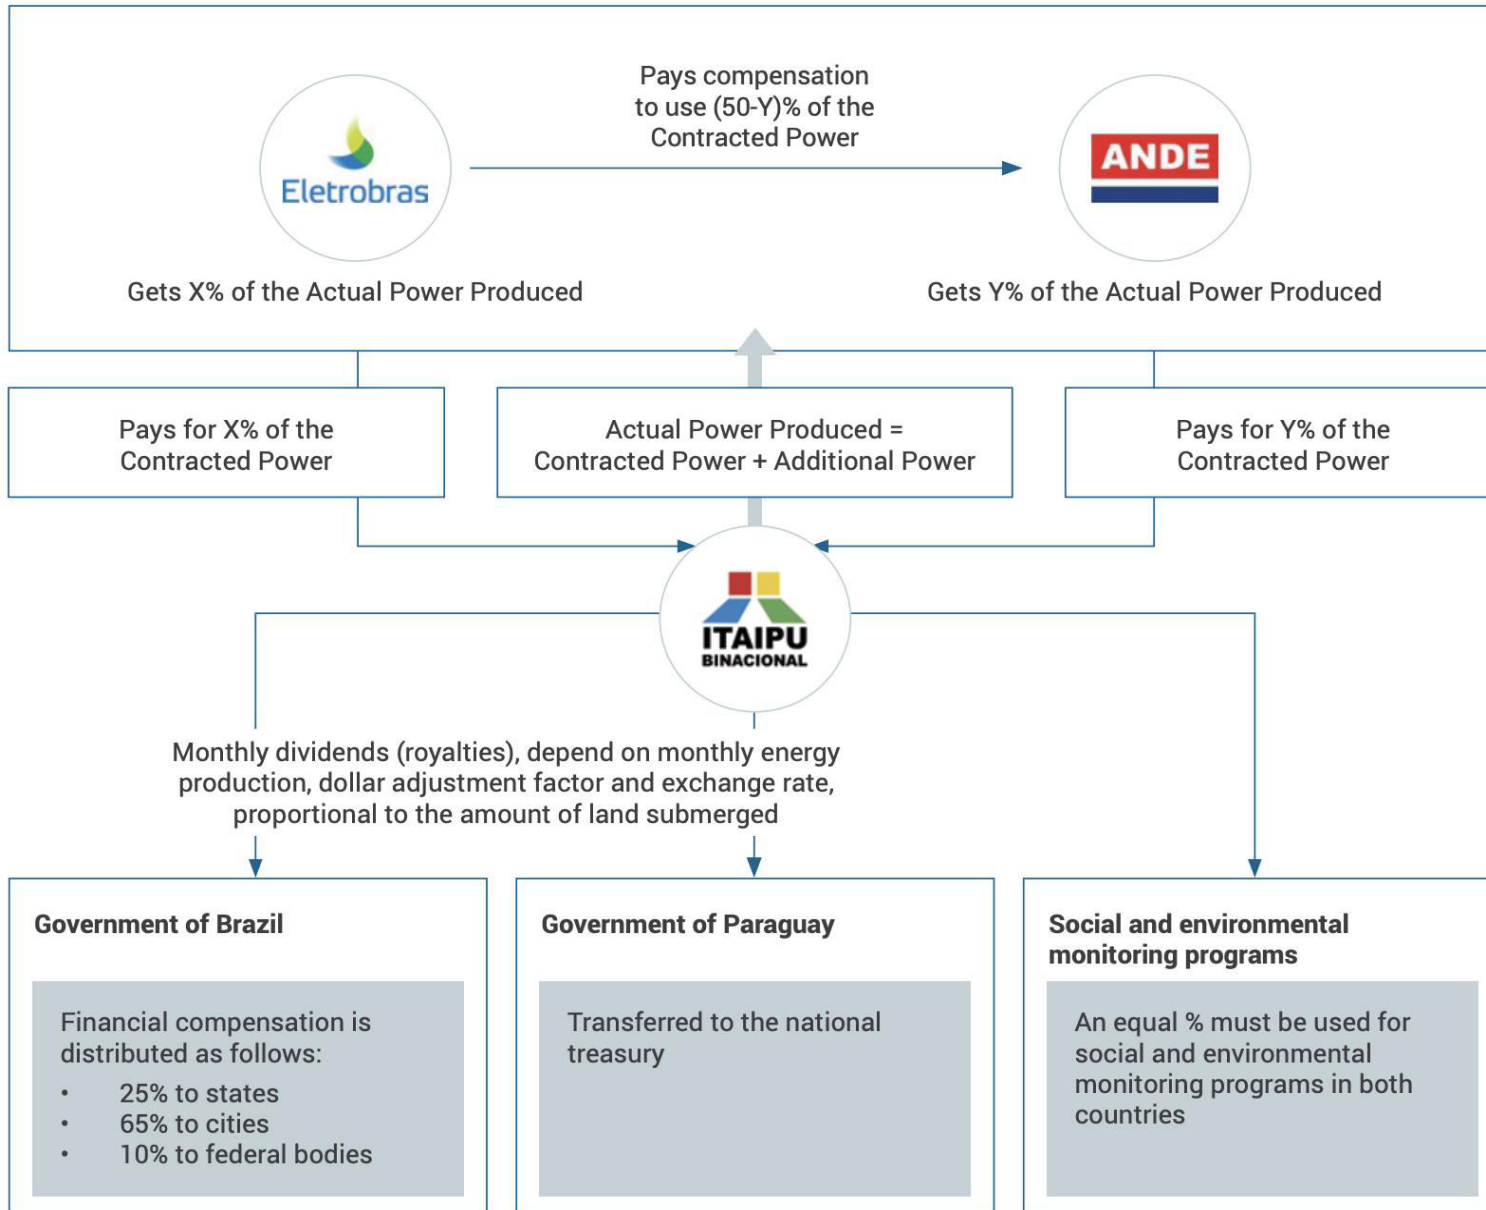 Pays compensation
to use (50-Y)% of the
Contracted Power
Eletrobras
ANDE
Gets X% of the Actual Power Produced
Gets Y% of the Actual Power Produced
Pays for X% of the
Contracted Power
Actual Power Produced =
Contracted Power + Additional Power
Pays for Y% of the
Contracted Power
ITAIPU
BINACIONAL
Monthly dividends (royalties), depend on monthly energy
production, dollar adjustment factor and exchange rate,
proportional to the amount of land submerged
Government of Brazil
Financial compensation is
distributed as follows:
• 25% to states
• 65% to cities
• 10% to federal bodies
Government of Paraguay
Transferred to the national
treasury
Social and environmental
monitoring programs
An equal % must be used for
social and environmental
monitoring programs in both
countries